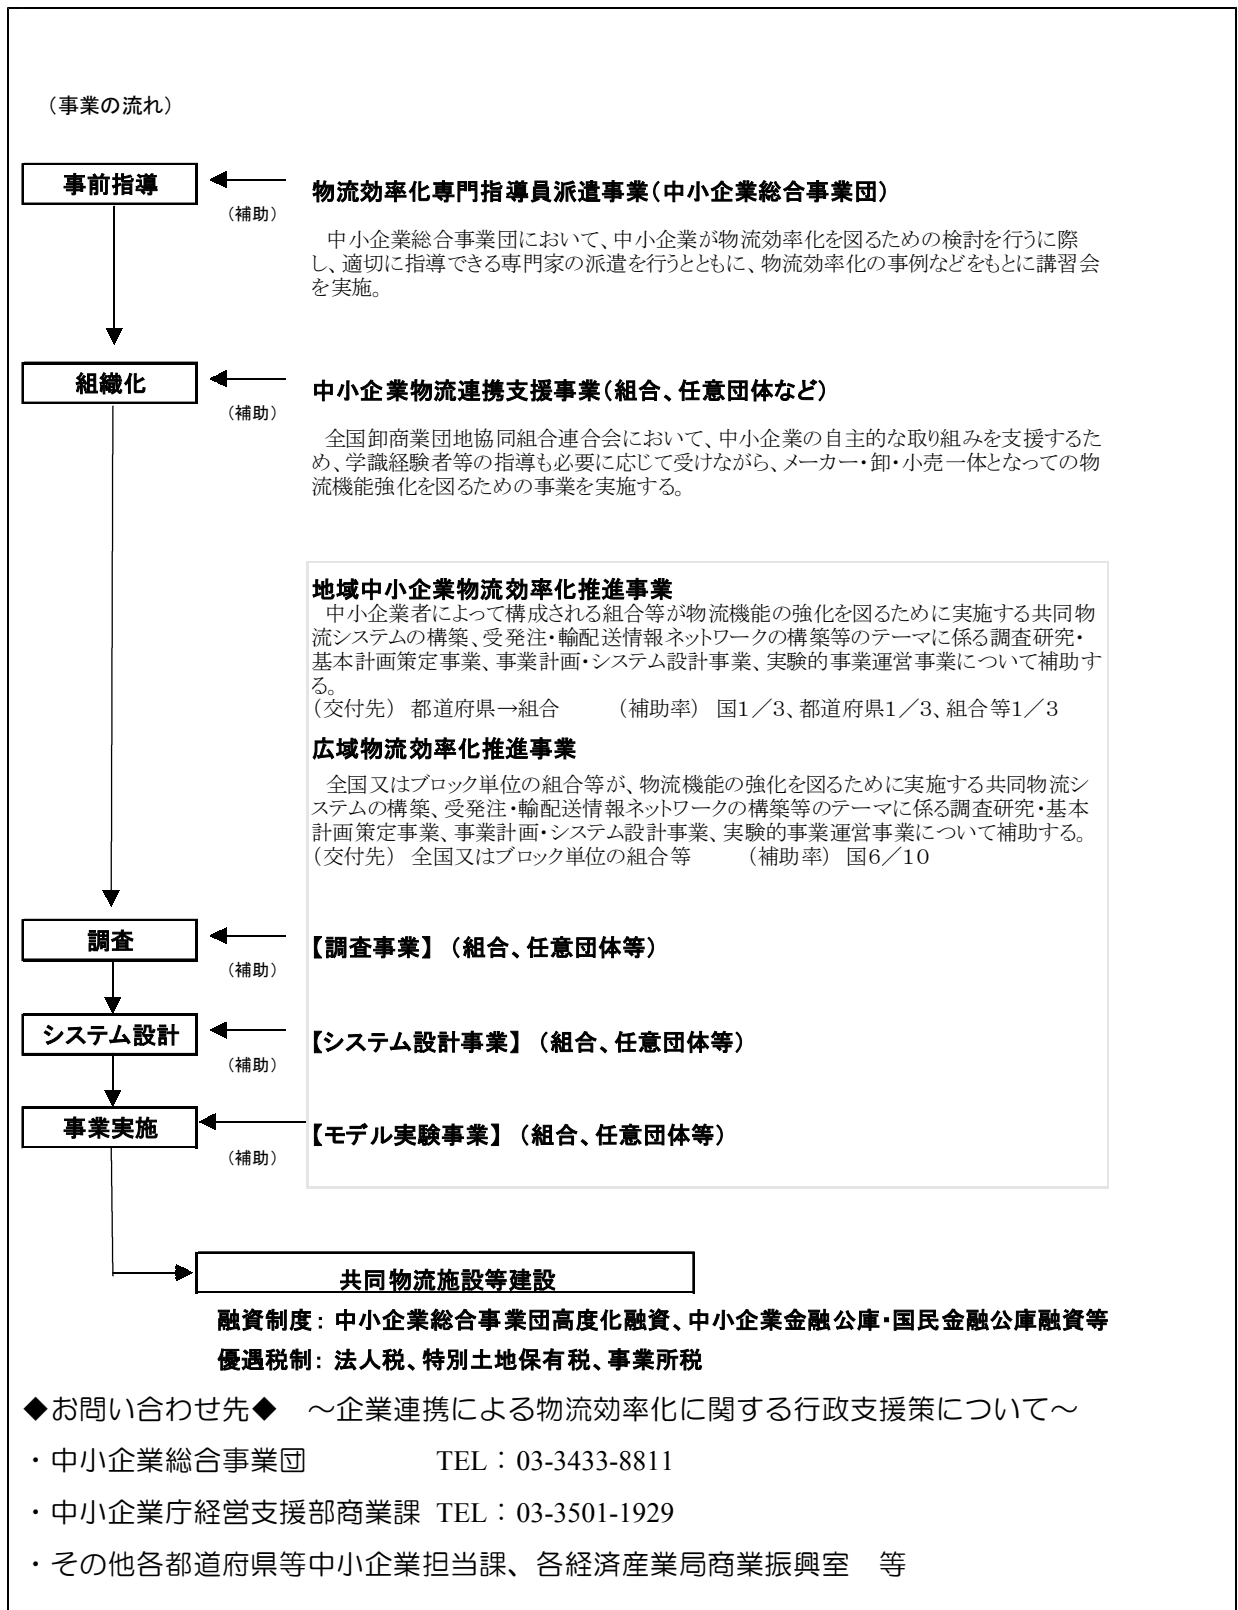 （事業の流れ）
事前指導
（補助）
物流効率化専門指導員派遣事業（中小企業総合事業団）
中小企業総合事業団において、中小企業が物流効率化を図るための検討を行うに際
し、適切に指導できる専門家の派遣を行うとともに、物流効率化の事例などをもとに講習会
を実施。
組織化
（補助）
中小企業物流連携支援事業（組合、任意団体など）
全国卸商業団地協同組合連合会において、中小企業の自主的な取り組みを支援するた
め、学識経験者等の指導も必要に応じて受けながら、メーカー・卸・小売一体となっての物
流機能強化を図るための事業を実施する。
地域中小企業物流効率化推進事業
中小企業者によって構成される組合等が物流機能の強化を図るために実施する共同物
流システムの構築、受発注・輸配送情報ネットワークの構築等のテーマに係る調査研究・
基本計画策定事業、事業計画・システム設計事業、実験的事業運営事業について補助す
る。
（交付先） 都道府県→組合　　（補助率） 国１／３、都道府県１／３、組合等１／３
広域物流効率化推進事業
全国又はブロック単位の組合等が、物流機能の強化を図るために実施する共同物流シ
ステムの構築、受発注・輸配送情報ネットワークの構築等のテーマに係る調査研究・基本
計画策定事業、事業計画・システム設計事業、実験的事業運営事業について補助する。
（交付先） 全国又はブロック単位の組合等　　（補助率） 国６／１０
調査
（補助）
【調査事業】（組合、任意団体等）
システム設計
（補助）
【システム設計事業】（組合、任意団体等）
事業実施
（補助）
【モデル実験事業】（組合、任意団体等）
共同物流施設等建設
融資制度：中小企業総合事業団高度化融資、中小企業金融公庫・国民金融公庫融資等
優遇税制：法人税、特別土地保有税、事業所税
◆お問い合わせ先◆　～企業連携による物流効率化に関する行政支援策について～
・中小企業総合事業団　　TEL：03-3433-8811
・中小企業庁経営支援部商業課 TEL：03-3501-1929
・その他各都道府県等中小企業担当課、各経済産業局商業振興室　等